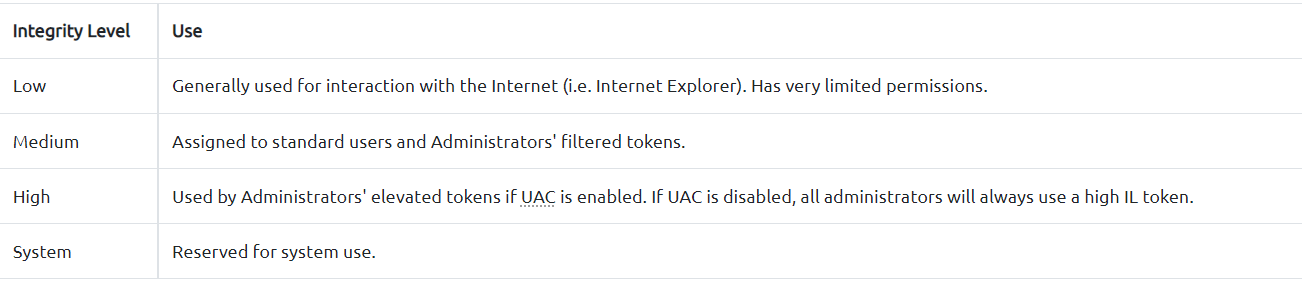 Integrity Level Use
Low Generally used for interaction with the Internet (i.e. Internet Explorer). Has very limited permissions.
Medium Assigned to standard users and Administrators' filtered tokens.
High Used by Administrators' elevated tokens if UAC is enabled. If UAC is disabled, all administrators will always use a high IL token.
System Reserved for system use.